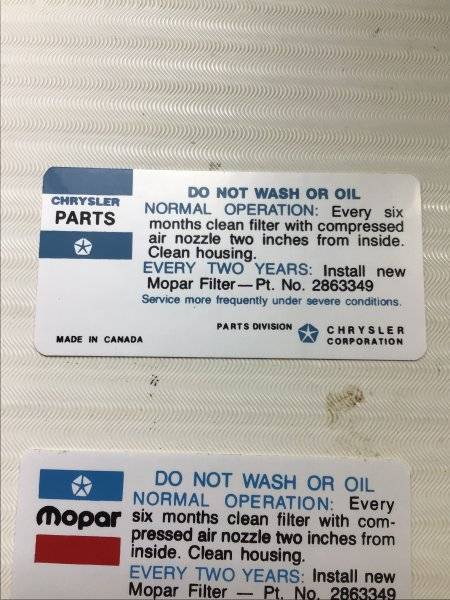 CHRYSLER
PARTS
DO NOT WASH OR OIL
NORMAL OPERATION: Every six
months clean filter with compressed
air nozzle two inches from inside.
Clean housing.
EVERY TWO YEARS: Install new
Mopar Filter—Pt. No. 2863349
Service more frequently under severe conditions.
MADE IN CANADA
PARTS DIVISION
CHRYSLER
CORPORATION
Mopar
DO NOT WASH OR OIL
NORMAL OPERATION: Every
six months clean filter with com-
pressed air nozzle two inches from
inside. Clean housing.
EVERY TWO YEARS: Install new
Mopar Filter — Pt. No. 2863349